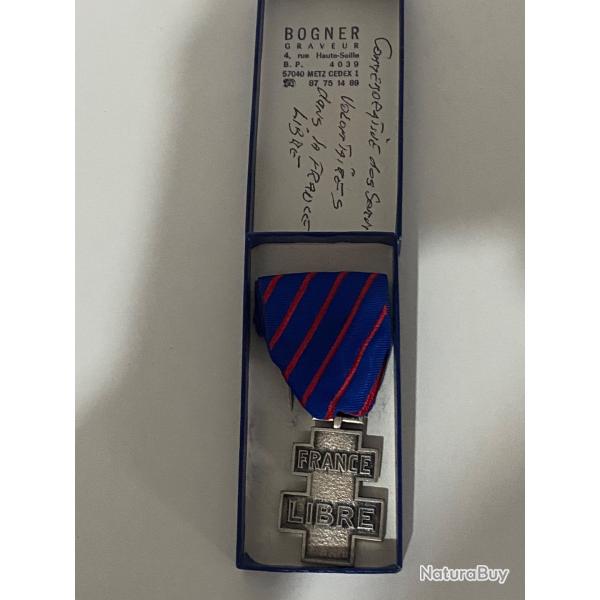 BOGNER
GRAVEUR
4, rue Haute-Seille
B.P. 4039
57040 METZ CEDEX 1
☎ 87 75 14 89
Commémorative des Servi
Volontaires
dans la FRANCE
LIBRE
FRANCE
LIBRE
NaturaBuy